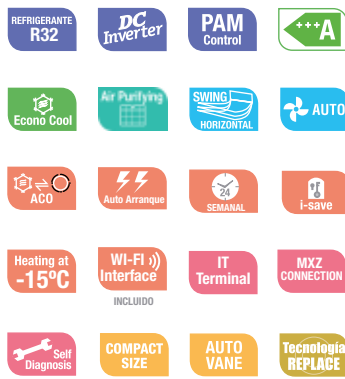 REFRIGERANTE
R32
DC
Inverter
PAM
Control
+++A
Econo Cool
Air Purifying
SWING
HORIZONTAL
AUTO
ACO
Auto Arranque
24
SEMANAL
i-save
Heating at
-15ºC
WI-FI
Interface
INCLUIDO
IT
Terminal
MXZ
CONNECTION
Self
Diagnosis
COMPACT
SIZE
AUTO
VANE
Tecnología
REPLACE